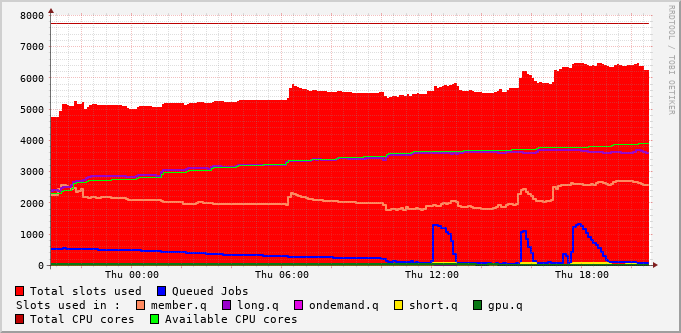 8000
7000
6000
5000
4000
3000
2000
1000
0
Thu 00:00 Thu 06:00 Thu 12:00 Thu 18:00
RRDTOOL / TOBI OETIKER
Total slots used Queued Jobs
Slots used in : member.q long.q ondemand.q short.q gpu.q
Total CPU cores Available CPU cores